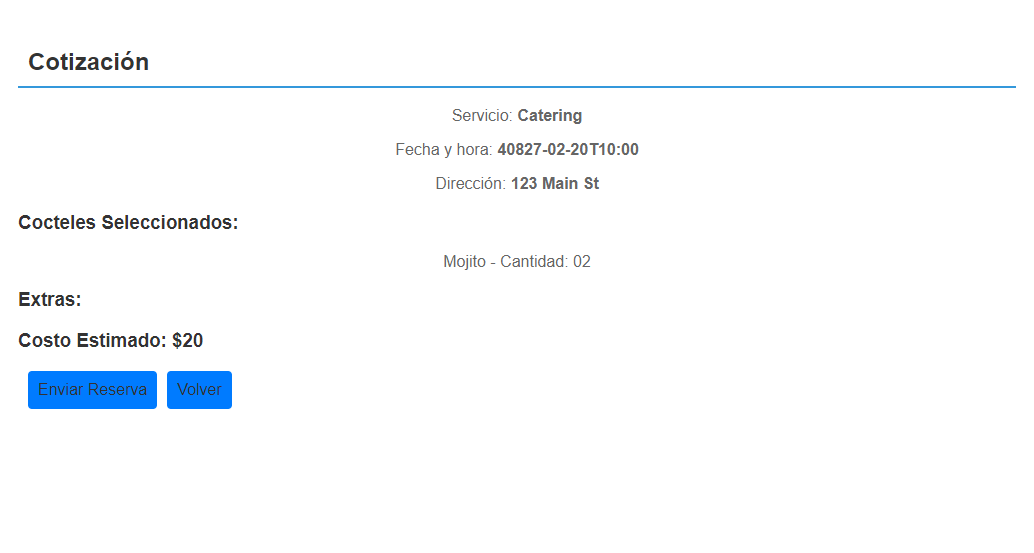 Cotización
Servicio: Catering
Fecha y hora: 40827-02-20T10:00
Dirección: 123 Main St
Cocteles Seleccionados:
Mojito - Cantidad: 02
Extras:
Costo Estimado: $20
Enviar Reserva Volver